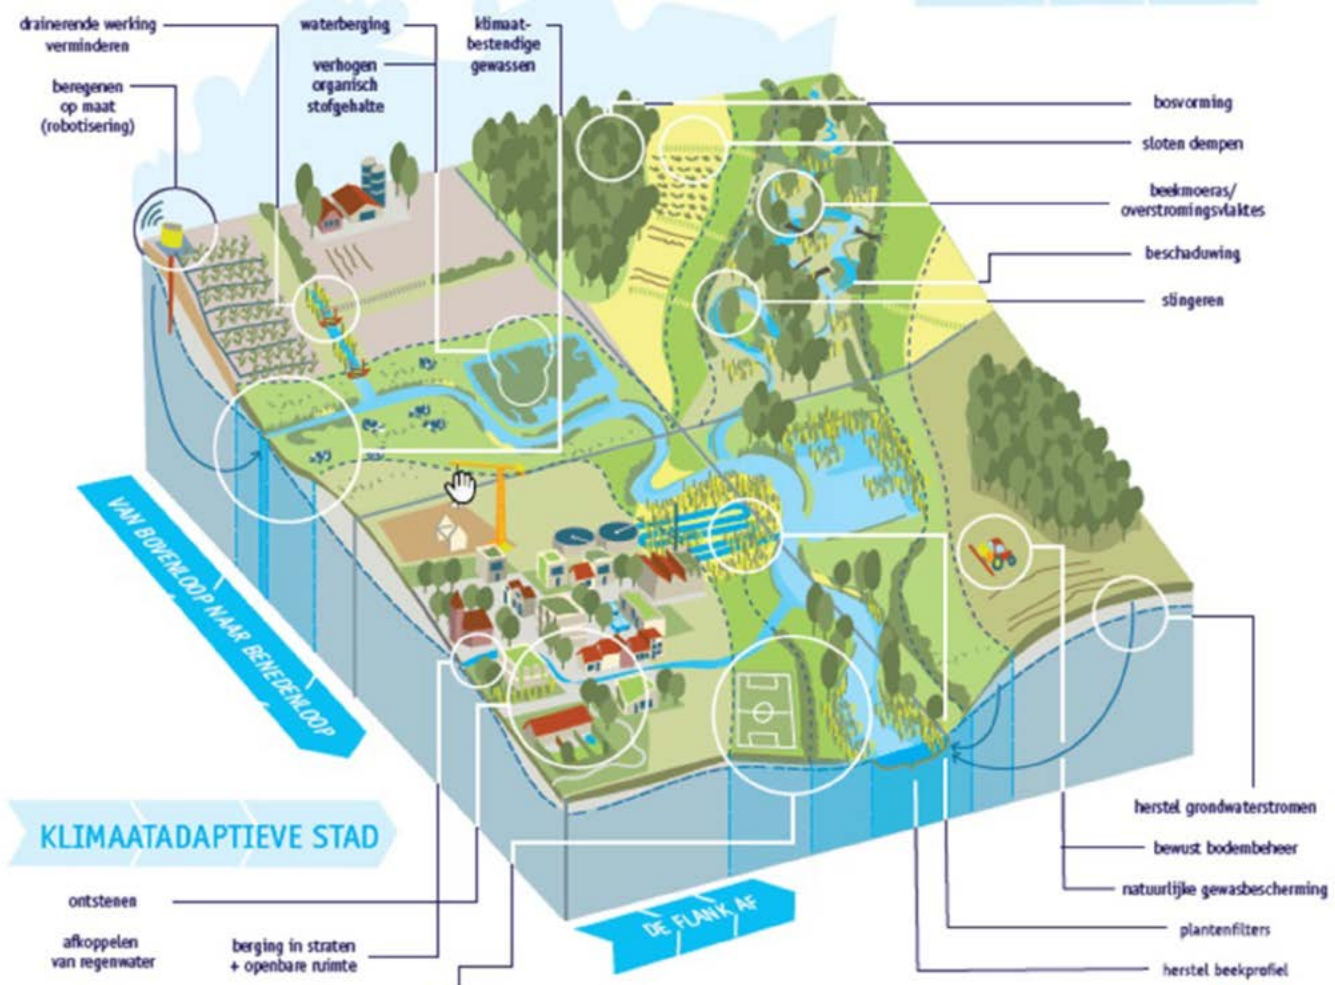 drainerende werking
verminderen
beregenen
op maat
(robotisering)
waterberging
verhogen
organisch
stofgehalte
klimaat-
bestendige
gewassen
bosvorming
sloten dempen
beekmoeras/
overstromingsvlaktes
beschaduwing
slingeren
VAN BOVENLOOP NAAR BENEDENLOOP
KLIMAATADAPTIEVE STAD
ontstenen
afkoppelen
van regenwater
berging in straten
+ openbare ruimte
DE FLANK AF
herstel grondwaterstromen
bewust bodembeheer
natuurlijke gewasbescherming
plantenfilters
herstel beekprofiel